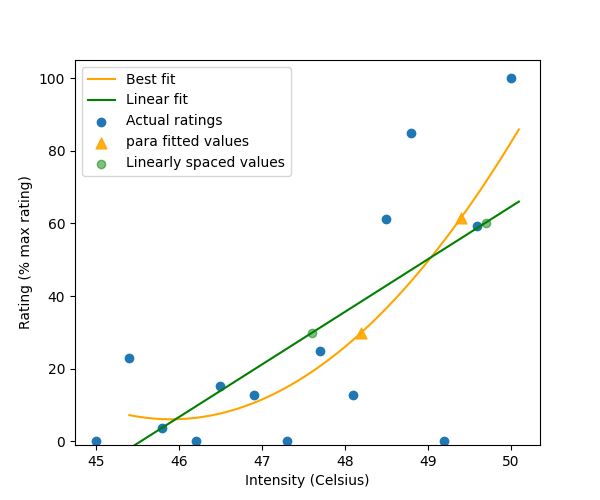 Best fit
Linear fit
Actual ratings
para fitted values
Linearly spaced values
100
80
60
40
20
0
Rating (% max rating)
45 46 47 48 49 50
Intensity (Celsius)